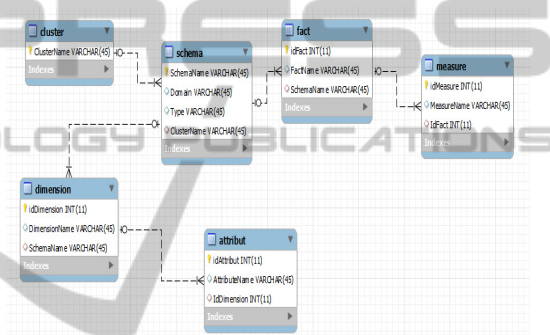 PRESS
cluster
ClusterName VARCHAR(45)
Indexes
schema
SchemaName VARCHAR(45)
Domain VARCHAR(45)
Type VARCHAR(45)
ClusterName VARCHAR(45)
Indexes
fact
idFact INT(11)
FactName VARCHAR(45)
SchemaName VARCHAR(45)
Indexes
measure
idMeasure INT(11)
MeasureName VARCHAR(45)
IdFact INT(11)
Indexes
OLOGY PUBLICATIONS
dimension
idDimension INT(11)
DimensionName VARCHAR(45)
SchemaName VARCHAR(45)
Indexes
attribut
idAttribut INT(11)
AttributeName VARCHAR(45)
IdDimension INT(11)
Indexes